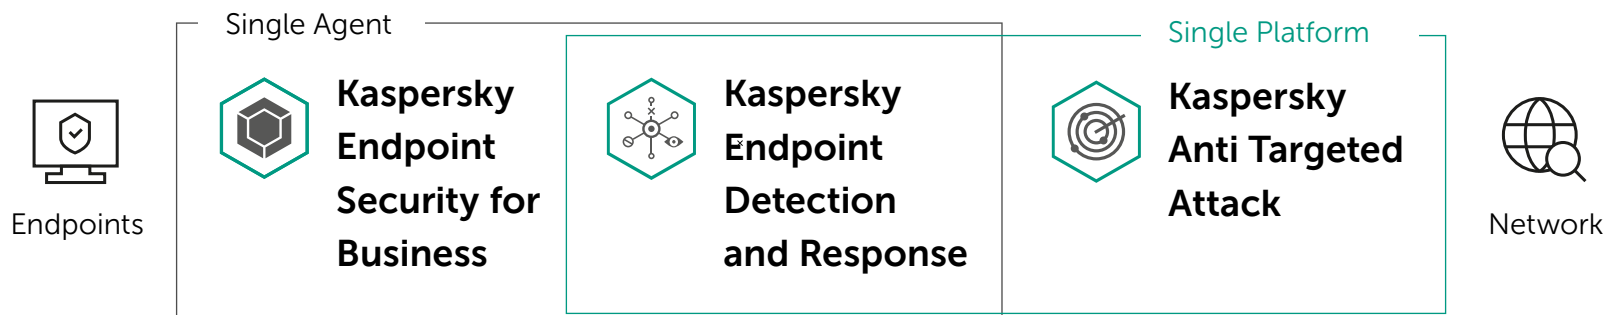 Single Agent
Single Platform
Endpoints
Kaspersky
Endpoint
Security for
Business
Kaspersky
Endpoint
Detection
and Response
Kaspersky
Anti Targeted
Attack
Network